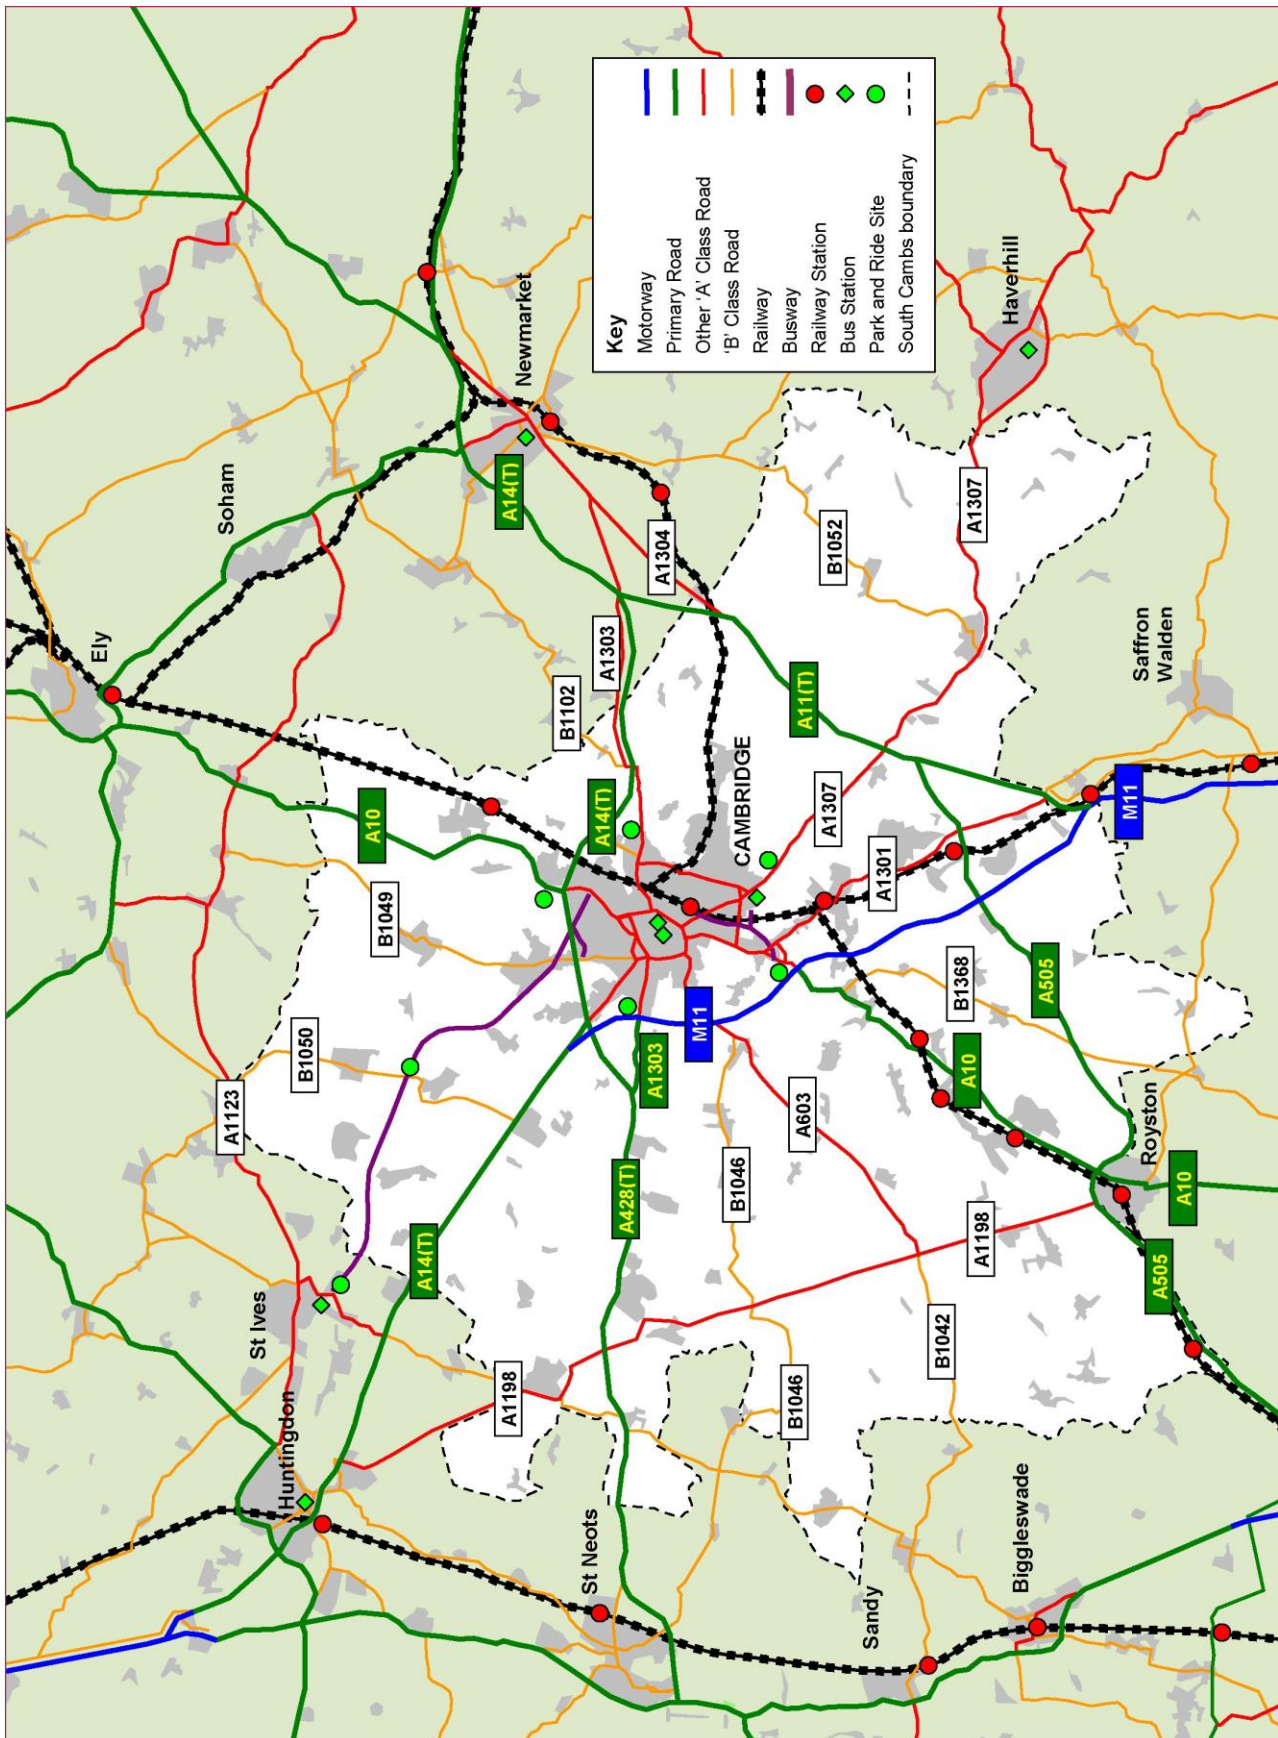 Huntingdon
St Ives
A1123
Ely
Soham
B1050
B1049
A10
A14(T)
A1198
St Neots
A14(T)
B1102
A1303
A14(T)
Newmarket
A428(T)
A1303
M11
CAMBRIDGE
A1304
B1046
B1046
A603
A1307
A11(T)
B1052
Sandy
B1042
A1198
A10
B1368
A1301
A1307
Haverhill
Biggleswade
A505
Royston
A10
A505
M11
Saffron
Walden
Key
Motorway
Primary Road
Other 'A' Class Road
'B' Class Road
Railway
Busway
Railway Station
Bus Station
Park and Ride Site
South Cambs boundary